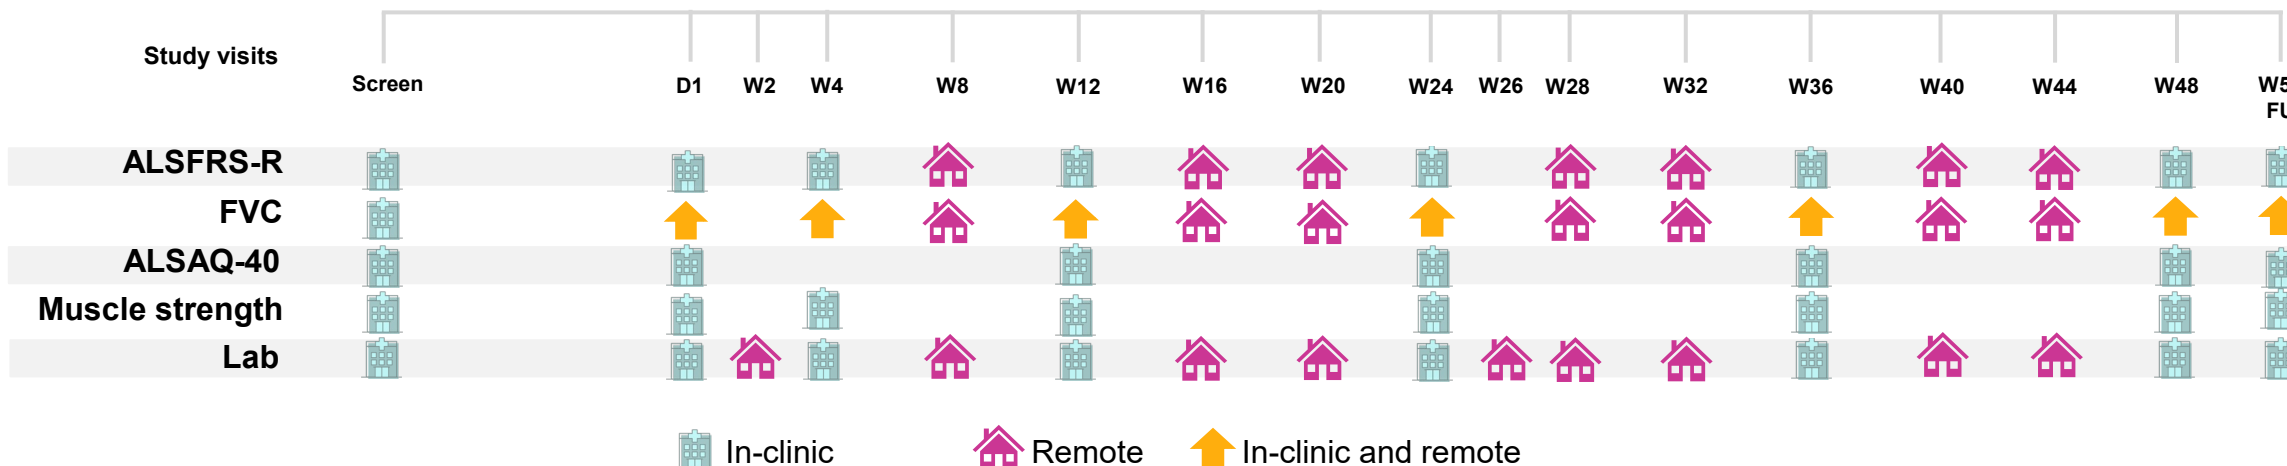 Study visits
Screen D1 W2 W4 W8 W12 W16 W20 W24 W26 W28 W32 W36 W40 W44 W48
ALSFRS-R
FVC
ALSAQ-40
Muscle strength
Lab
In-clinic Remote In-clinic and remote